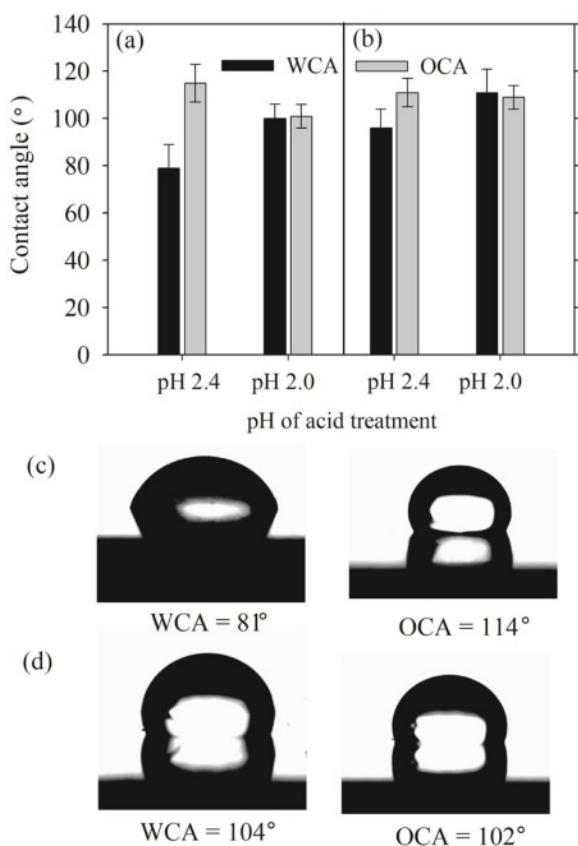 140
(a)
(b)
WCA
OCA
120
100
80
60
40
20
0
Contact angle (°)
pH 2.4
pH 2.0
pH 2.4
pH 2.0
pH of acid treatment
(c)
WCA = 81°
OCA = 114°
(d)
WCA = 104°
OCA = 102°